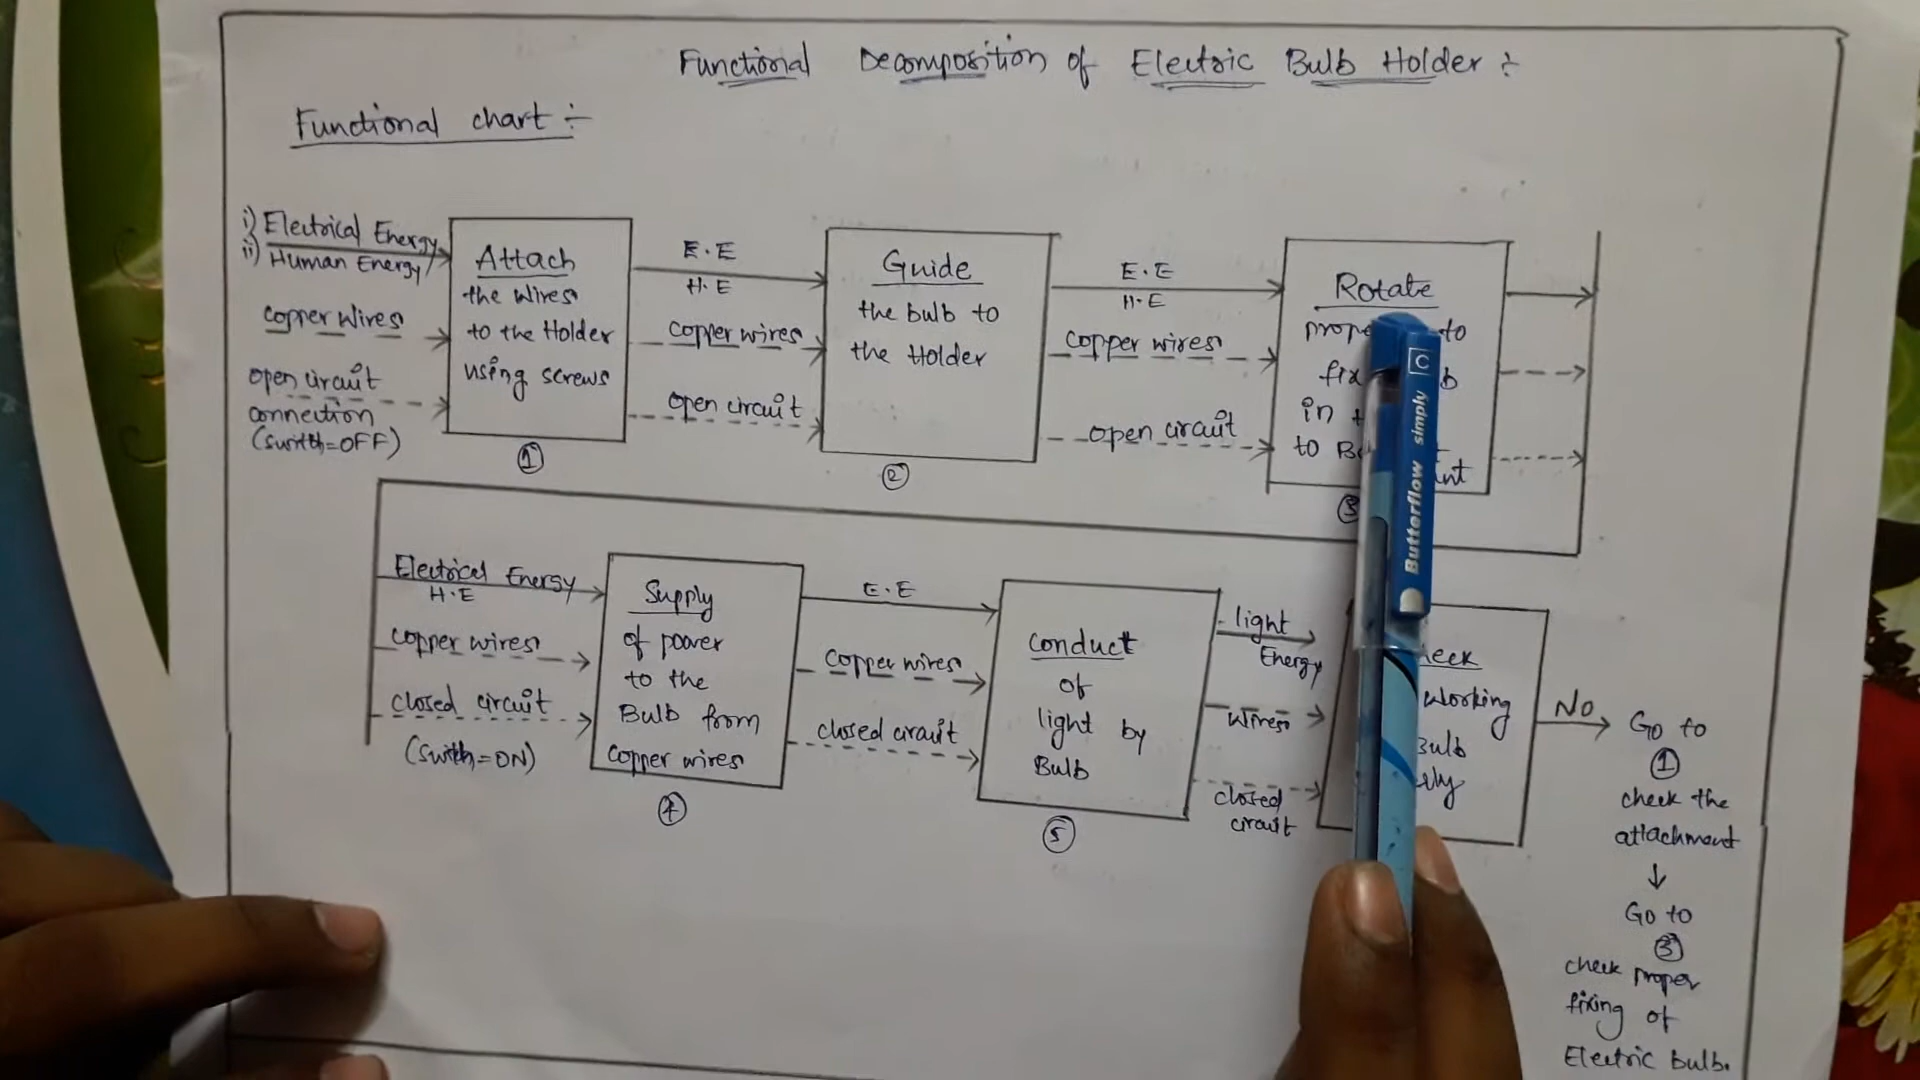 Functional Decomposition of Electric Bulb Holder :-
Functional chart :-
i) Electrical Energy
ii) Human Energy
copper wires
open circuit
connection
(switch=OFF)
Attach
the wires
to the Holder
using screws
1
E.E
H.E
copper wires
open circuit
Guide
the bulb to
the Holder
2
E.E
H.E
copper wires
open circuit
Rotate
to
fix
in
to
3
Electrical Energy
H.E
copper wires
closed circuit
(switch=ON)
Supply
of power
to the
Bulb from
copper wires
4
E.E
copper wires
closed circuit
conduct
of
light by
Bulb
5
light
Energy
wires
closed
circuit
working
No
Go to
1
check the
attachment
↓
Go to
3
check proper
fixing of
Electric bulb.
Butterflow simply
C